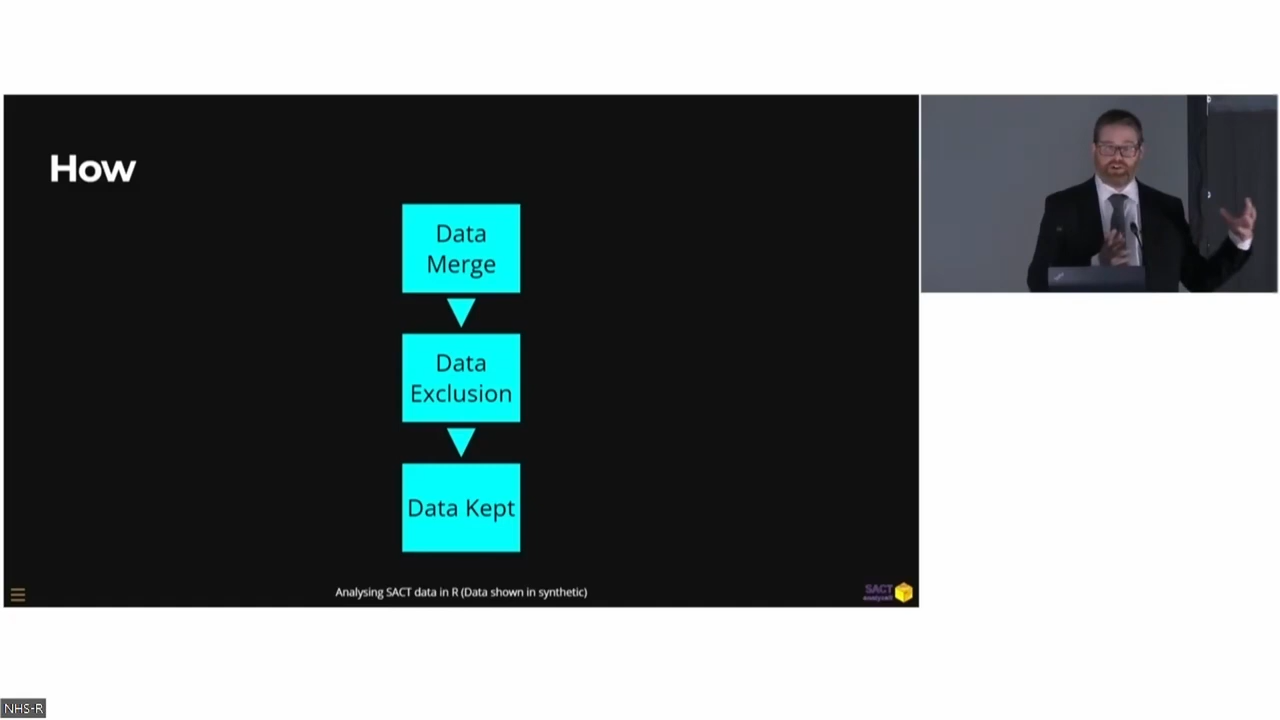 How
Data
Merge
Data
Exclusion
Data Kept
Analysing SACT data in R (Data shown in synthetic)
SACT
NHS-R